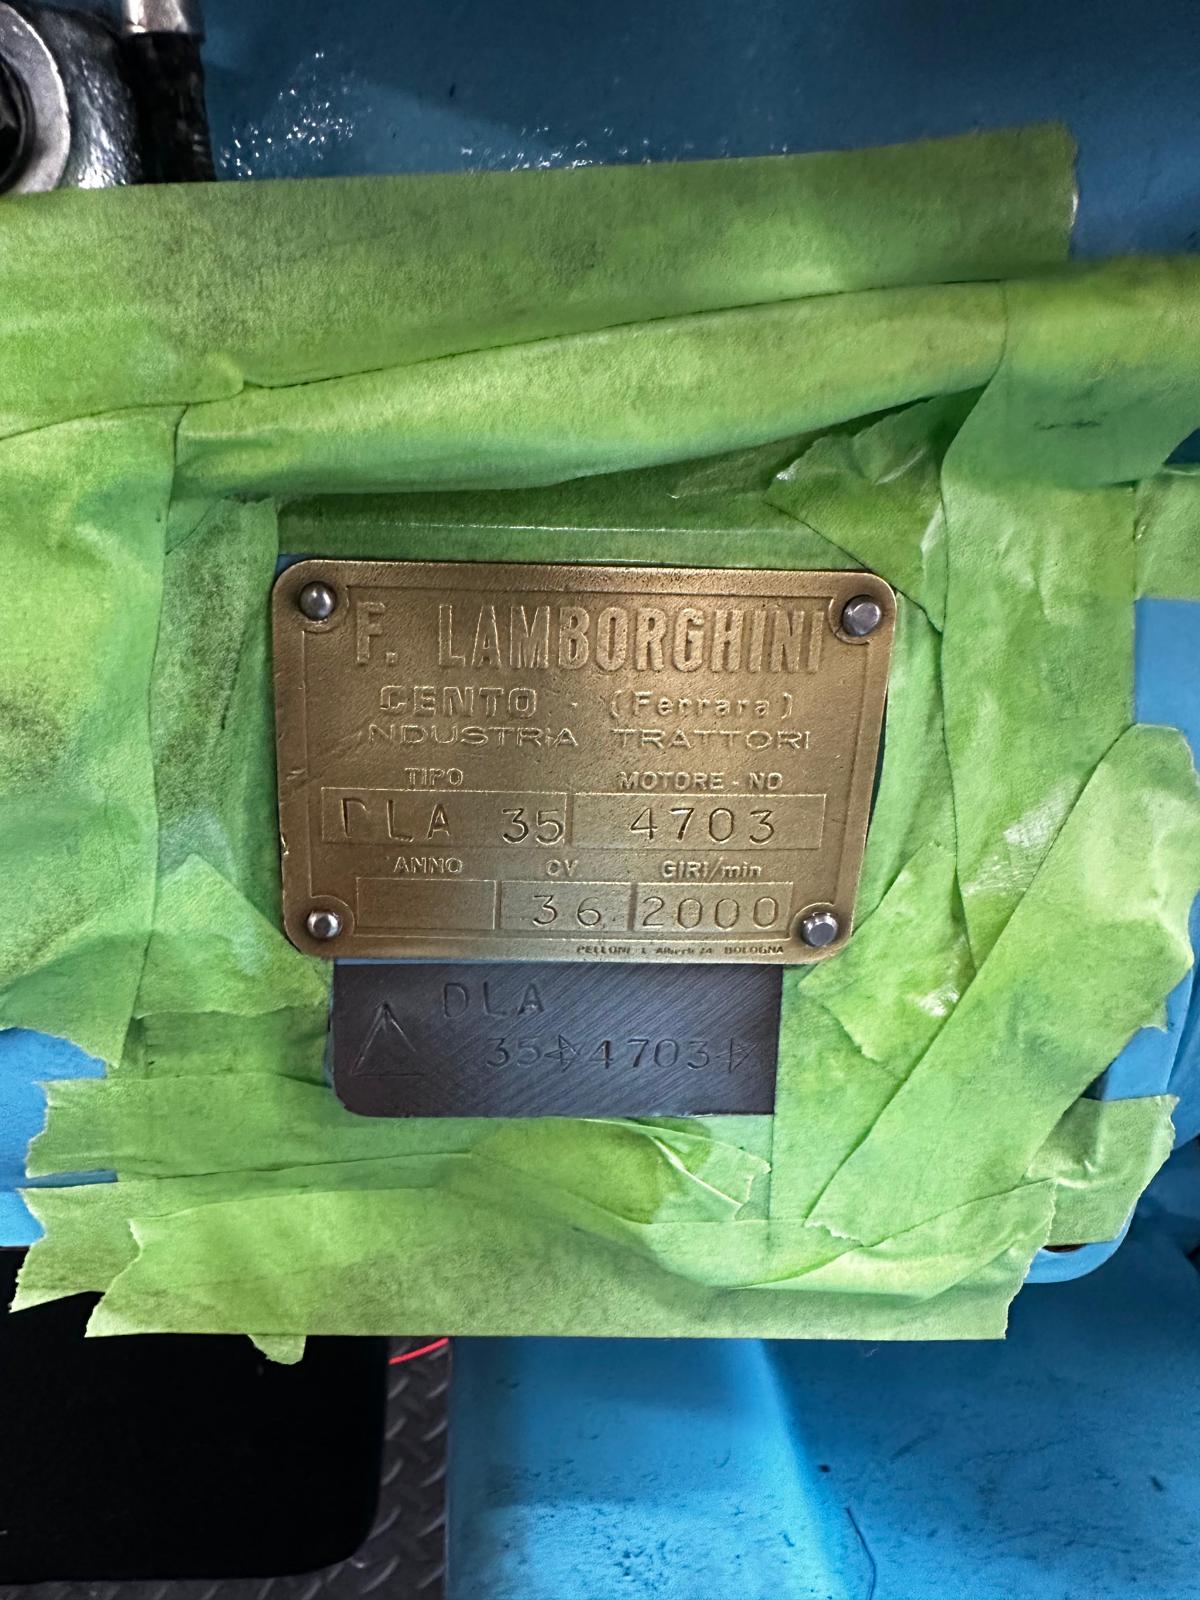 F. LAMBORGHINI
CENTO - (Ferrara)
INDUSTRIA TRATTORI
TIPO MOTORE - NO
DLA 35 4703
ANNO CV GIRI/min
36 2000
BOLOGNA
DLA
35 4703